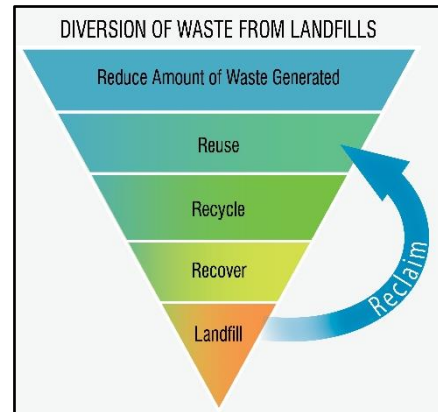 DIVERSION OF WASTE FROM LANDFILLS
Reduce Amount of Waste Generated
Reuse
Recycle
Recover
Landfill
Reclaim